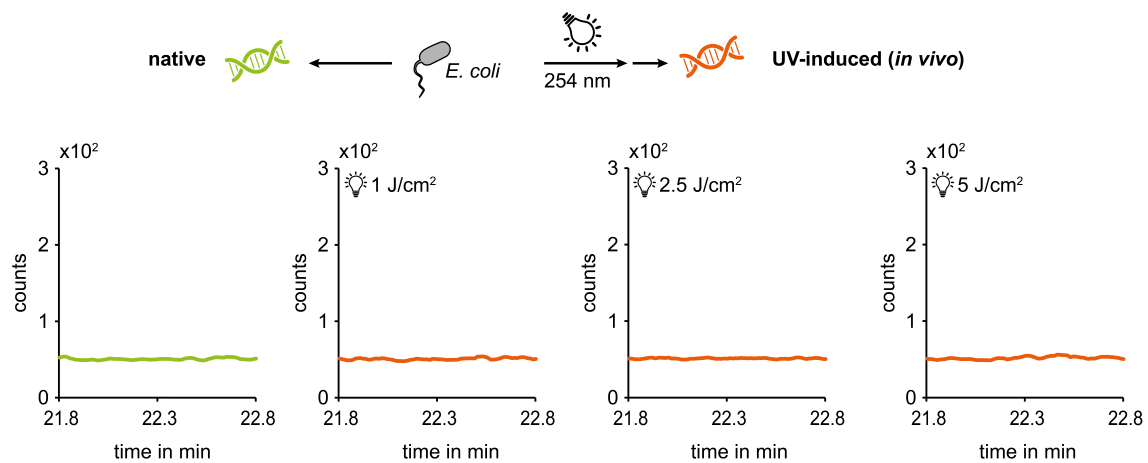 native
E. coli
254 nm
UV-induced (in vivo)
x10²
3
2
1
0
counts
21.8 22.3 22.8
time in min
x10²
1 J/cm²
3
2
1
0
counts
21.8 22.3 22.8
time in min
x10²
2.5 J/cm²
3
2
1
0
counts
21.8 22.3 22.8
time in min
x10²
5 J/cm²
3
2
1
0
counts
21.8 22.3 22.8
time in min